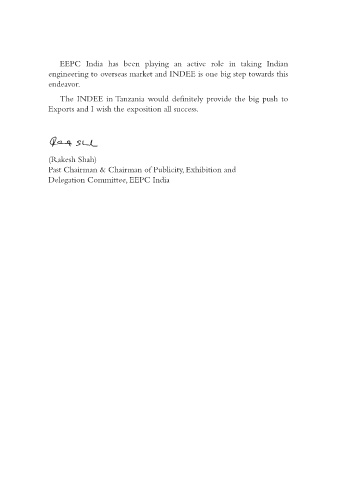 EEPC India has been playing an active role in taking Indian
engineering to overseas market and INDEE is one big step towards this
endeavor.
The INDEE in Tanzania would definitely provide the big push to
Exports and I wish the exposition all success.
(Rakesh Shah)
Past Chairman & Chairman of Publicity, Exhibition and
Delegation Committee, EEPC India